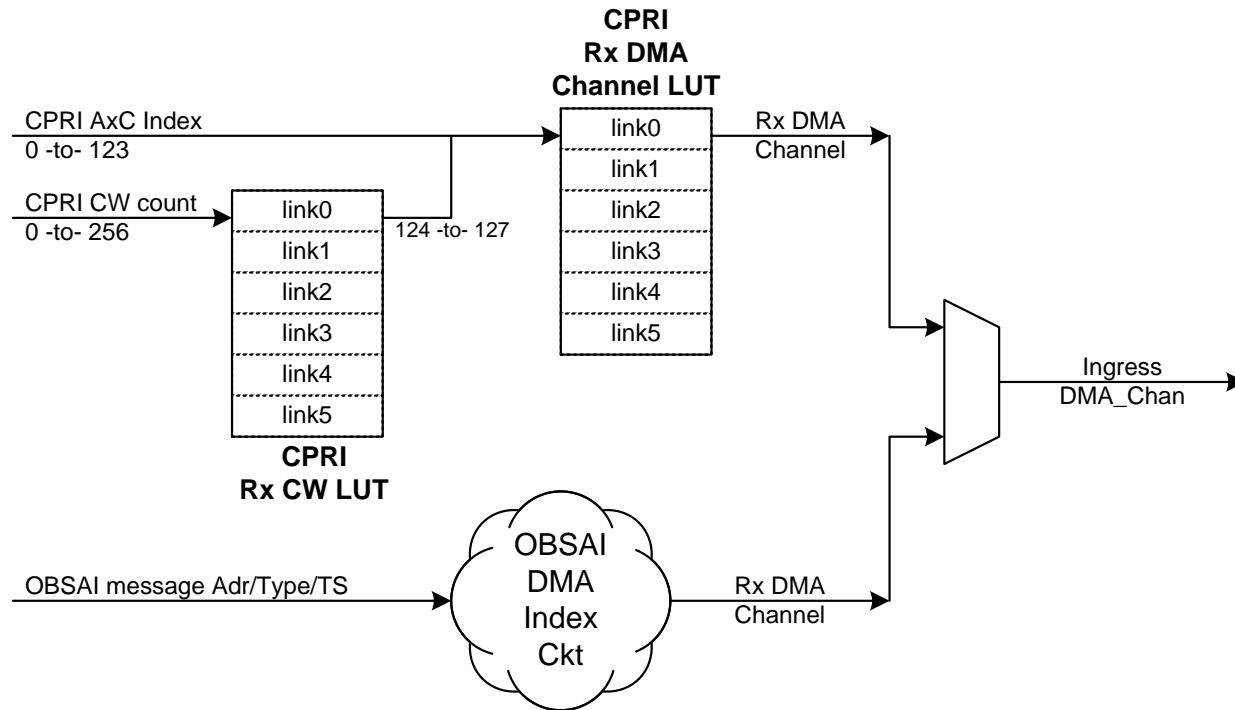 CPRI
Rx DMA
Channel LUT
CPRI AxC Index
0 -to- 123
CPRI CW count
0 -to- 256
link0
link1
link2
link3
link4
link5
CPRI
Rx CW LUT
124 -to- 127
link0
link1
link2
link3
link4
link5
Rx DMA
Channel
Ingress
DMA_Chan
OBSAI message Adr/Type/TS
OBSAI
DMA
Index
Ckt
Rx DMA
Channel